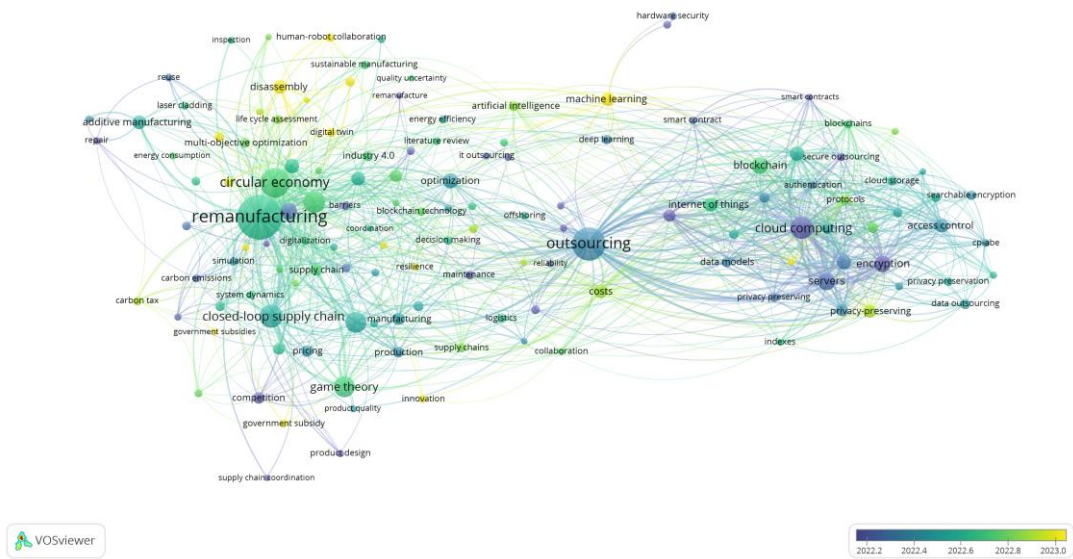 hardware security
inspection
human-robot collaboration
sustainable manufacturing
reuse
quality uncertainty
disassembly
remanufacture
artificial intelligence
machine learning
smart contracts
laser cladding
additive manufacturing
life cycle assessment
energy efficiency
smart contract
blockchains
digital twin
repair
multi-objective optimization
literature review
deep learning
energy consumption
industry 4.0
it outsourcing
blockchain
secure outsourcing
circular economy
optimization
cloud storage
authentication
searchable encryption
remanufacturing
barriers
blockchain technology
offshoring
internet of things
protocols
coordination
cloud computing
access control
digitalization
decision making
outsourcing
cp-abe
simulation
supply chain
resilience
reliability
data models
encryption
carbon emissions
maintenance
servers
privacy preservation
system dynamics
costs
privacy preserving
carbon tax
data outsourcing
closed-loop supply chain
manufacturing
logistics
privacy-preserving
government subsidies
pricing
production
supply chains
collaboration
indexes
game theory
competition
innovation
product quality
government subsidy
product design
supply chain coordination
VOSviewer
2022.2 2022.4 2022.6 2022.8 2023.0